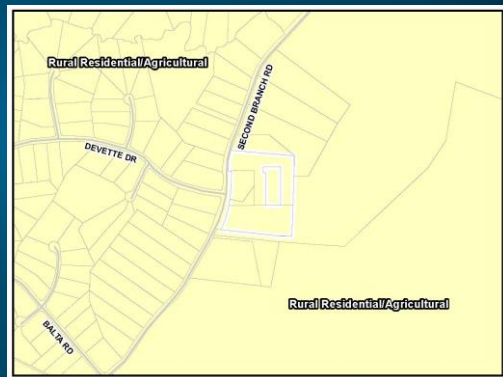 Rural Residential/Agricultural
SECOND BRANCH RD
DEVETTE DR
Rural Residential/Agricultural
BALTA RD